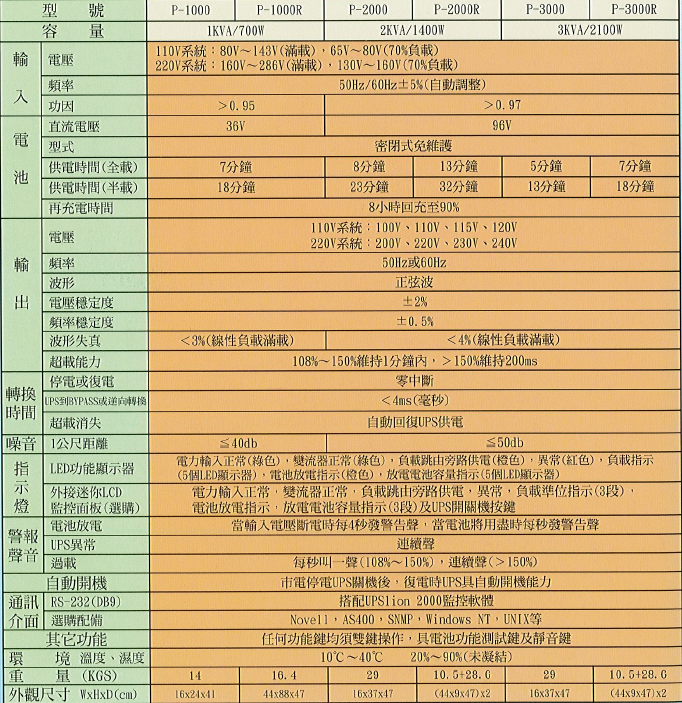 型 號 P-1000 P-1000R P-2000 P-2000R P-3000 P-3000R
容 量 1KVA/700W 2KVA/1400W 3KVA/2100W
輸入 電壓 110V系統：80V～143V(滿載)，65V～80V(70%負載)
220V系統：160V～286V(滿載)，130V～160V(70%負載)
頻率 50Hz/60Hz±5%(自動調整)
功因 ＞0.95 ＞0.97
電池 直流電壓 36V 96V
型式 密閉式免維護
供電時間(全載) 7分鐘 8分鐘 13分鐘 5分鐘 7分鐘
供電時間(半載) 18分鐘 23分鐘 32分鐘 13分鐘 18分鐘
再充電時間 8小時回充至90%
輸出 電壓 110V系統：100V、110V、115V、120V
220V系統：200V、220V、230V、240V
頻率 50Hz或60Hz
波形 正弦波
電壓穩定度 ±2%
頻率穩定度 ±0.5%
波形失真 ＜3%(線性負載滿載) ＜4%(線性負載滿載)
超載能力 108%～150%維持1分鐘內，＞150%維持200ms
轉換時間 停電或復電 零中斷
UPS到BYPASS或逆向轉換 ＜4ms(毫秒)
超載消失 自動回復UPS供電
噪音 1公尺距離 ≦40db ≦50db
指示燈 LED功能顯示器 電力輸入正常(綠色)，變流器正常(綠色)，負載跳由旁路供電(橙色)，異常(紅色)，負載指示
(5個LED顯示器)，電池放電指示(橙色)，放電電池容量指示(5個LED顯示器)
外接迷你LCD
監控面板(選購) 電力輸入正常，變流器正常，負載跳由旁路供電，異常，負載準位指示(3段)，
電池放電指示，放電電池容量指示(3段)及UPS開關機按鍵
警報聲音 電池放電 當輸入電壓斷電時每4秒發警告聲，當電池將用盡時每秒發警告聲
UPS異常 連續聲
過載 每秒叫一聲(108%～150%)，連續聲(＞150%)
自動開機 市電停電UPS關機後，復電時UPS具自動開機能力
通訊介面 RS-232(DB9) 搭配UPSlion 2000監控軟體
選購配備 Novell，AS400，SNMP，Windows NT，UNIX等
其它功能 任何功能鍵均須雙鍵操作，具電池功能測試鍵及靜音鍵
環 境 溫度、濕度 10℃～40℃ 20%～90%(未凝結)
重 量 (KGS) 14 16.4 29 10.5+28.6 29 10.5+28.6
外觀尺寸 WxHxD(cm) 16x24x41 44x88x47 16x37x47 (44x9x47)x2 16x37x47 (44x9x47)x2